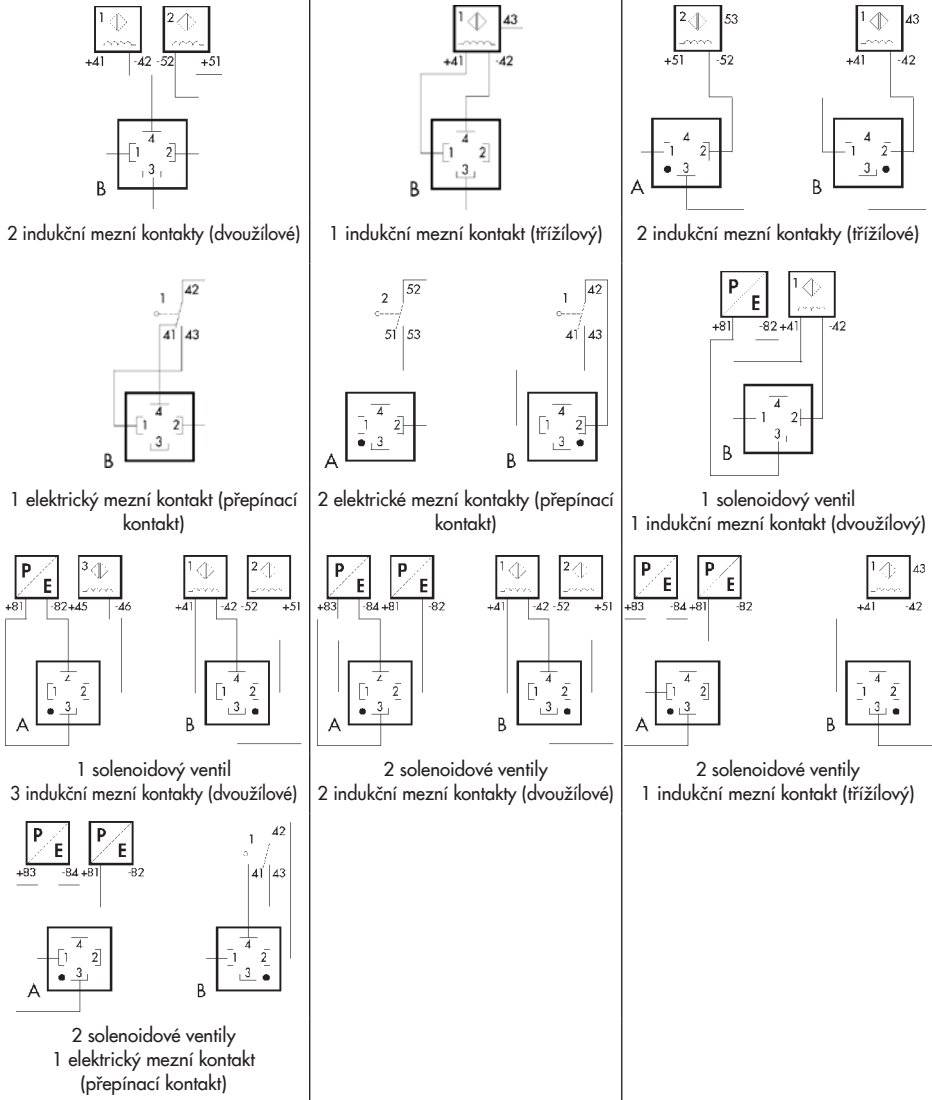 1 2
+41 -42 -52 +51
4
1 2
3
B
2 indukční mezní kontakty (dvoužílové)
1 43
+41 -42
4
1 2
3
B
1 indukční mezní kontakt (třížílový)
2 53 1 43
+51 -52 +41 -42
4 4
1 2 1 2
3 3
A B
2 indukční mezní kontakty (třížílové)
42
1
41 43
4
1 2
3
B
1 elektrický mezní kontakt (přepínací
kontakt)
52 42
2 1
51 53 41 43
4 4
1 2 1 2
3 3
A B
2 elektrické mezní kontakty (přepínací
kontakt)
P E 1
+81 -82 +41 -42
4
1 2
3
B
1 solenoidový ventil
1 indukční mezní kontakt (dvoužílový)
P E 3 1 2
+81 -82 +45 -46 +41 -42 -52 +51
4 4
1 2 1 2
3 3
A B
1 solenoidový ventil
3 indukční mezní kontakty (dvoužílové)
P E P E 1 2
+83 -84 +81 -82 +41 -42 -52 +51
4 4
1 2 1 2
3 3
A B
2 solenoidové ventily
2 indukční mezní kontakty (dvoužílové)
P E P E 1 43
+83 -84 +81 -82 +41 -42
4 4
1 2 1 2
3 3
A B
2 solenoidové ventily
1 indukční mezní kontakt (třížílový)
P E P E 42
1
+83 -84 +81 -82 41 43
4 4
1 2 1 2
3 3
A B
2 solenoidové ventily
1 elektrický mezní kontakt
(přepínací kontakt)